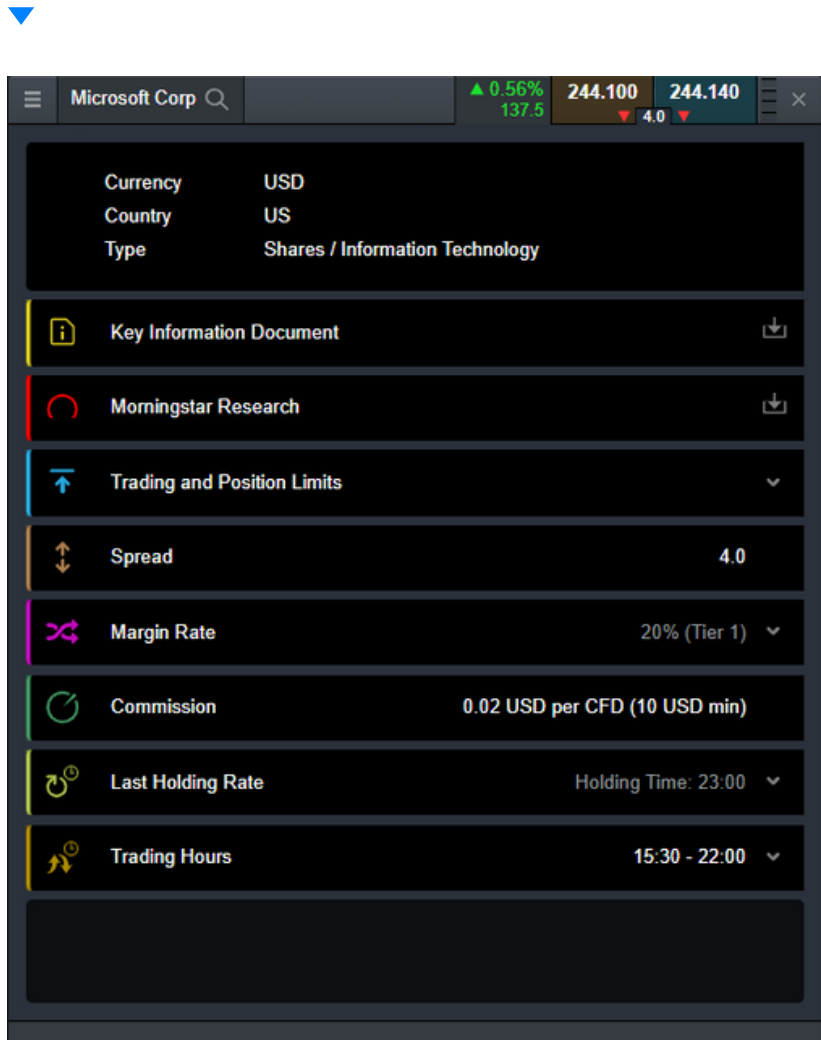 Microsoft Corp
▲ 0.56%
137.5
244.100
244.140
▼ 4.0 ▼
Currency USD
Country US
Type Shares / Information Technology
Key Information Document
Morningstar Research
Trading and Position Limits
Spread 4.0
Margin Rate 20% (Tier 1)
Commission 0.02 USD per CFD (10 USD min)
Last Holding Rate Holding Time: 23:00
Trading Hours 15:30 - 22:00